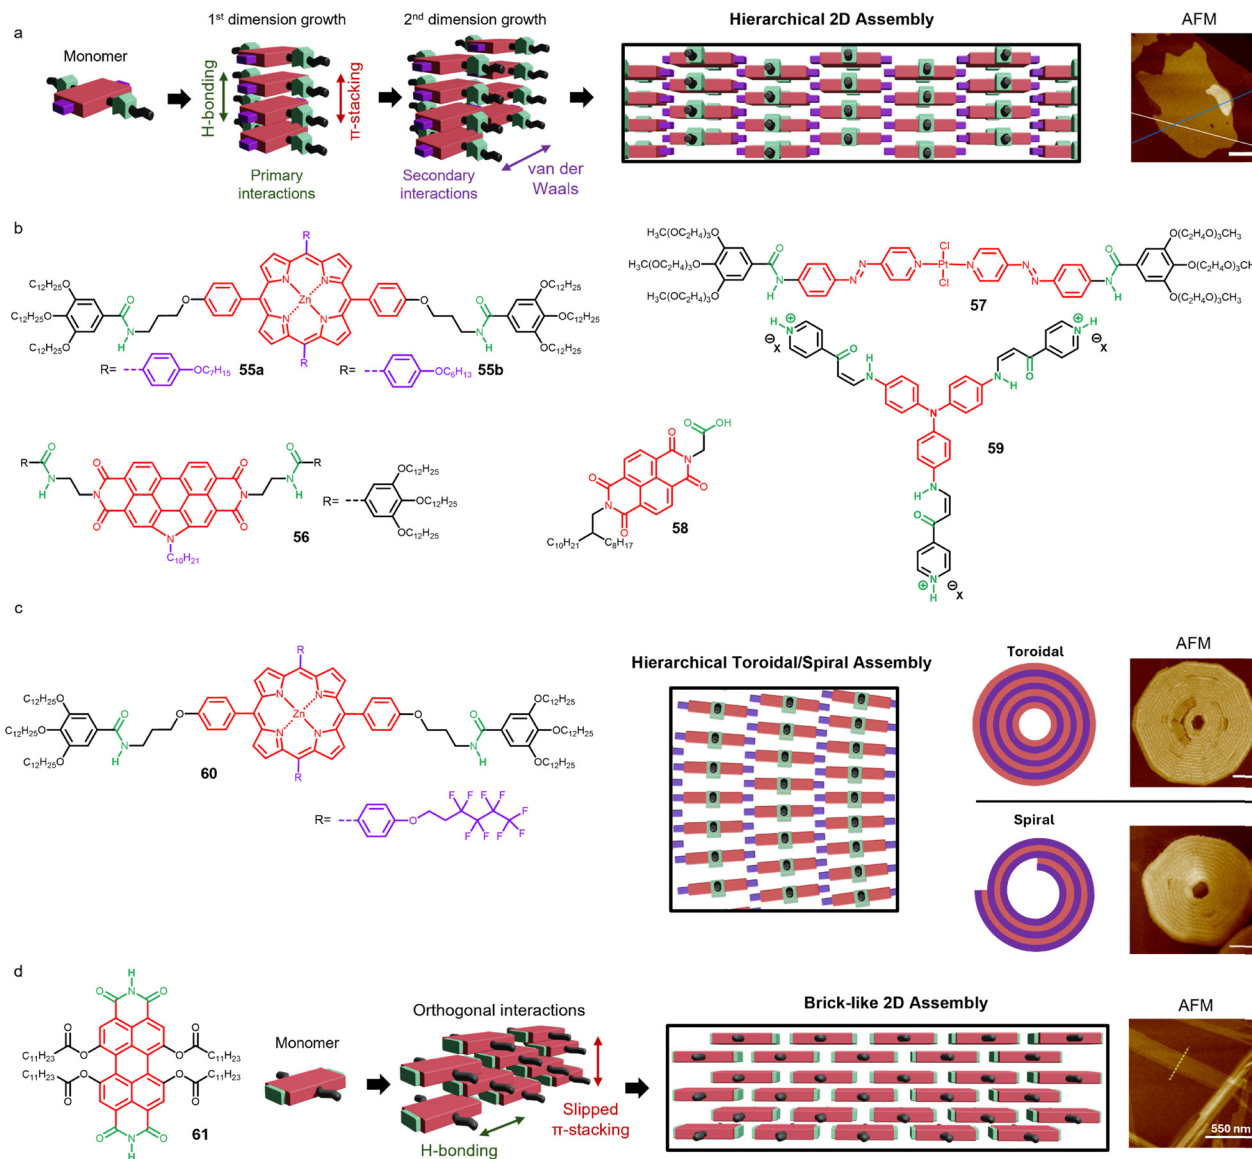 a
Monomer
1st dimension growth
H-bonding
π-stacking
Primary
interactions
2nd dimension growth
Secondary
interactions
van der
Waals
Hierarchical 2D Assembly
AFM
b
R
OC12H25
C12H25O
C12H25O
N
N
N
N
Zn
O
O
O
O
N
H
N
H
R
OC12H25
OC12H25
C12H25O
R=
OC7H15
55a
R=
OC6H13
55b
H3C(OC2H4)3O
H3C(OC2H4)3O
H3C(OC2H4)3O
O
N
H
N
N
N
Cl
Pt
Cl
N
N
N
N
H
O
O(C2H4O)3CH3
O(C2H4O)3CH3
O(C2H4O)3CH3
57
R
O
N
H
O
N
O
O
N
O
N
C10H21
R
O
N
H
56
R=
OC12H25
OC12H25
OC12H25
O
OH
O
N
O
O
N
O
C10H21
C8H17
58
H
N
⊕
⊖
X
O
N
H
N
N
H
O
H
N
⊕
⊖
X
59
N
H
O
N
H
⊕
⊖
X
c
R
C12H25O
C12H25O
C12H25O
O
N
H
O
N
N
N
N
Zn
O
N
H
O
OC12H25
OC12H25
OC12H25
R
60
R=
O
F
F
F
F
F
F
F
F
F
Hierarchical Toroidal/Spiral Assembly
Toroidal
Spiral
AFM
d
H
O
N
O
O
O
C11H23
O
O
C11H23
O
O
C11H23
O
O
C11H23
O
N
O
H
61
Monomer
Orthogonal interactions
H-bonding
Slipped
π-stacking
Brick-like 2D Assembly
AFM
550 nm